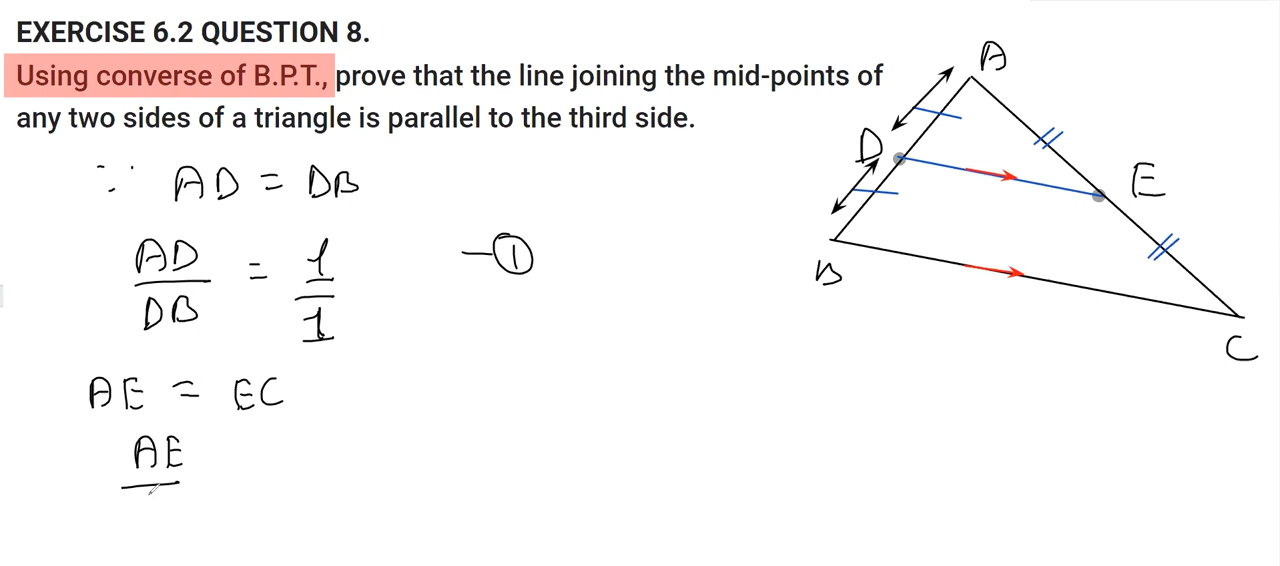 EXERCISE 6.2 QUESTION 8.
Using converse of B.P.T., prove that the line joining the mid-points of
any two sides of a triangle is parallel to the third side.
∵ AD = DB
AD/DB = 1/1 —①
AE = EC
AE
A
D
E
B
C